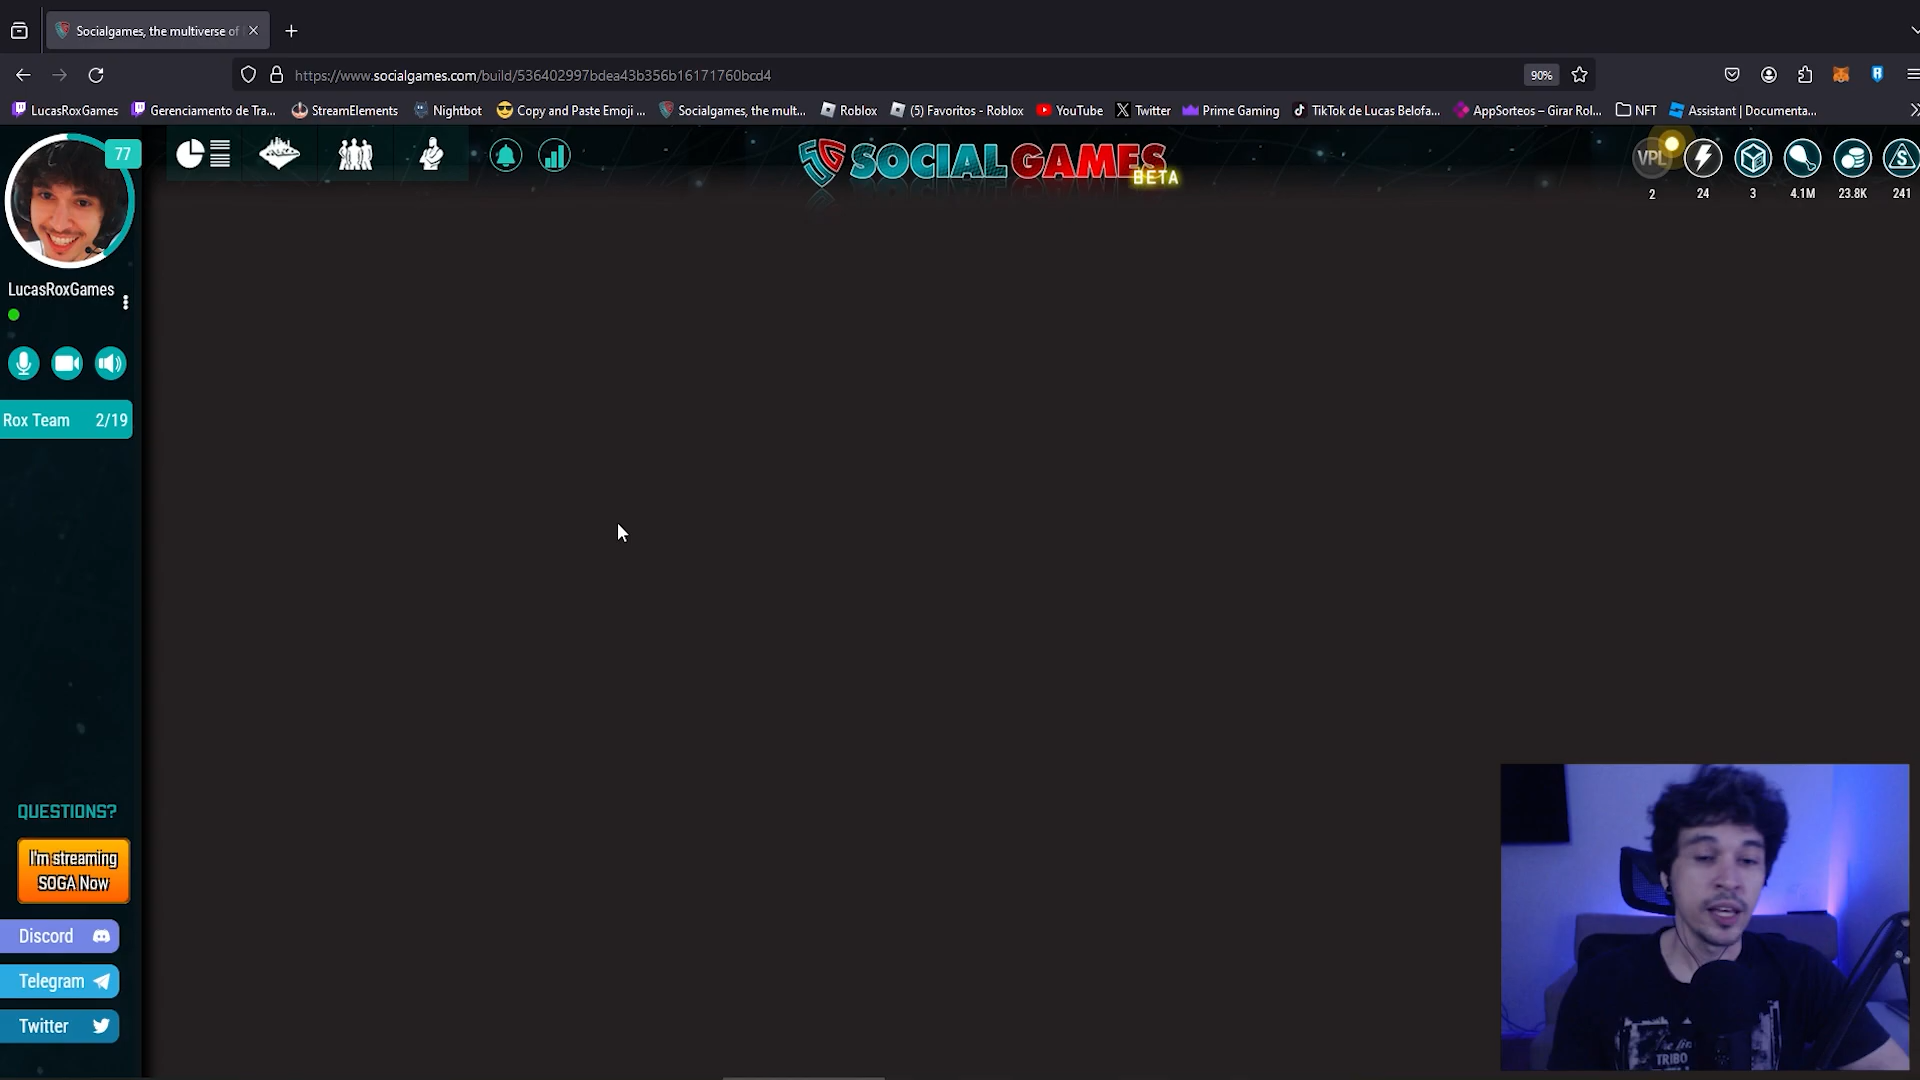 Socialgames, the multiverse of
https://www.socialgames.com/build/536402997bdea43b356b16171760bcd4
90%
LucasRoxGames
Gerenciamento de Tra...
StreamElements
Nightbot
Copy and Paste Emoji ...
Socialgames, the mult...
Roblox
(5) Favoritos - Roblox
YouTube
Twitter
Prime Gaming
TikTok de Lucas Belofa...
AppSorteos – Girar Rol...
NFT
Assistant | Documenta...
77
SOCIAL GAMES
BETA
VPL
2
24
3
4.1M
23.8K
241
LucasRoxGames
Rox Team 2/19
QUESTIONS?
I'm streaming
SOGA Now
Discord
Telegram
Twitter
TRIBO